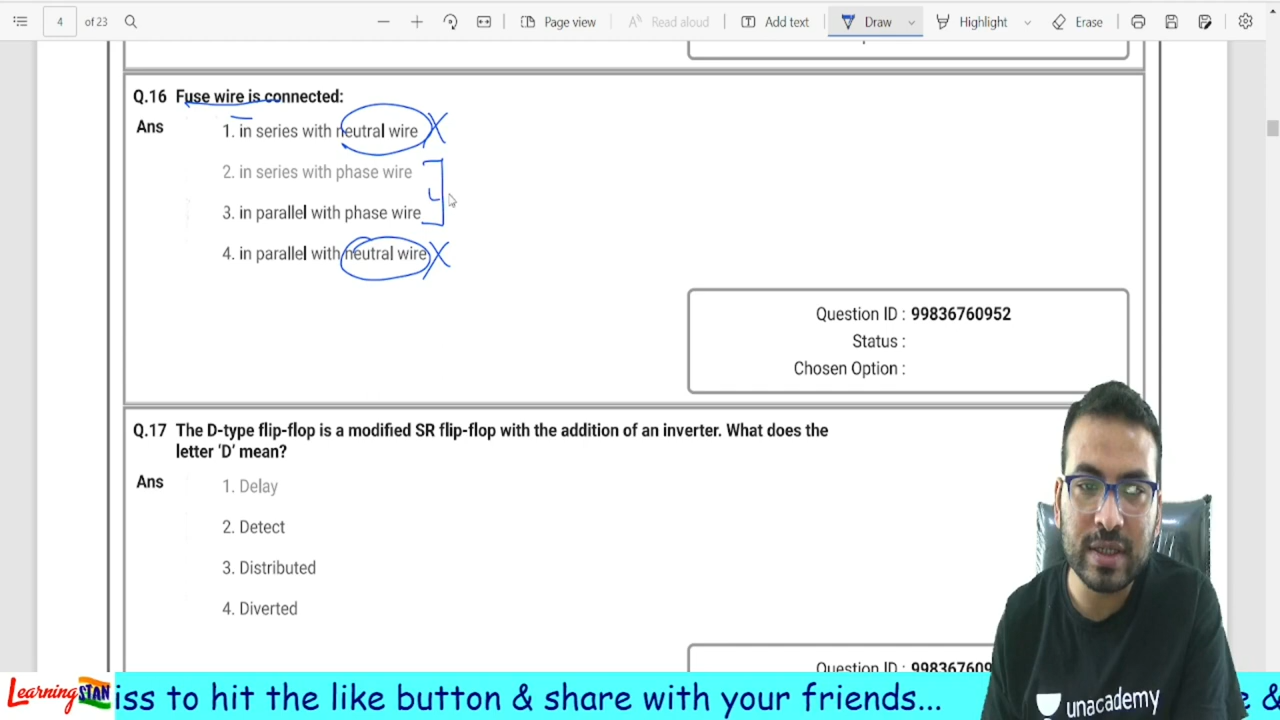 4 of 23
Page view
Read aloud
Add text
Draw
Highlight
Erase
Q.16 Fuse wire is connected:
Ans
1. in series with neutral wire X
2. in series with phase wire
3. in parallel with phase wire
4. in parallel with neutral wire X
Question ID : 99836760952
Status :
Chosen Option :
Q.17 The D-type flip-flop is a modified SR flip-flop with the addition of an inverter. What does the
letter ‘D’ mean?
Ans
1. Delay
2. Detect
3. Distributed
4. Diverted
Question ID : 998367609
unacademy
LearningSTAN
iss to hit the like button & share with your friends... e &